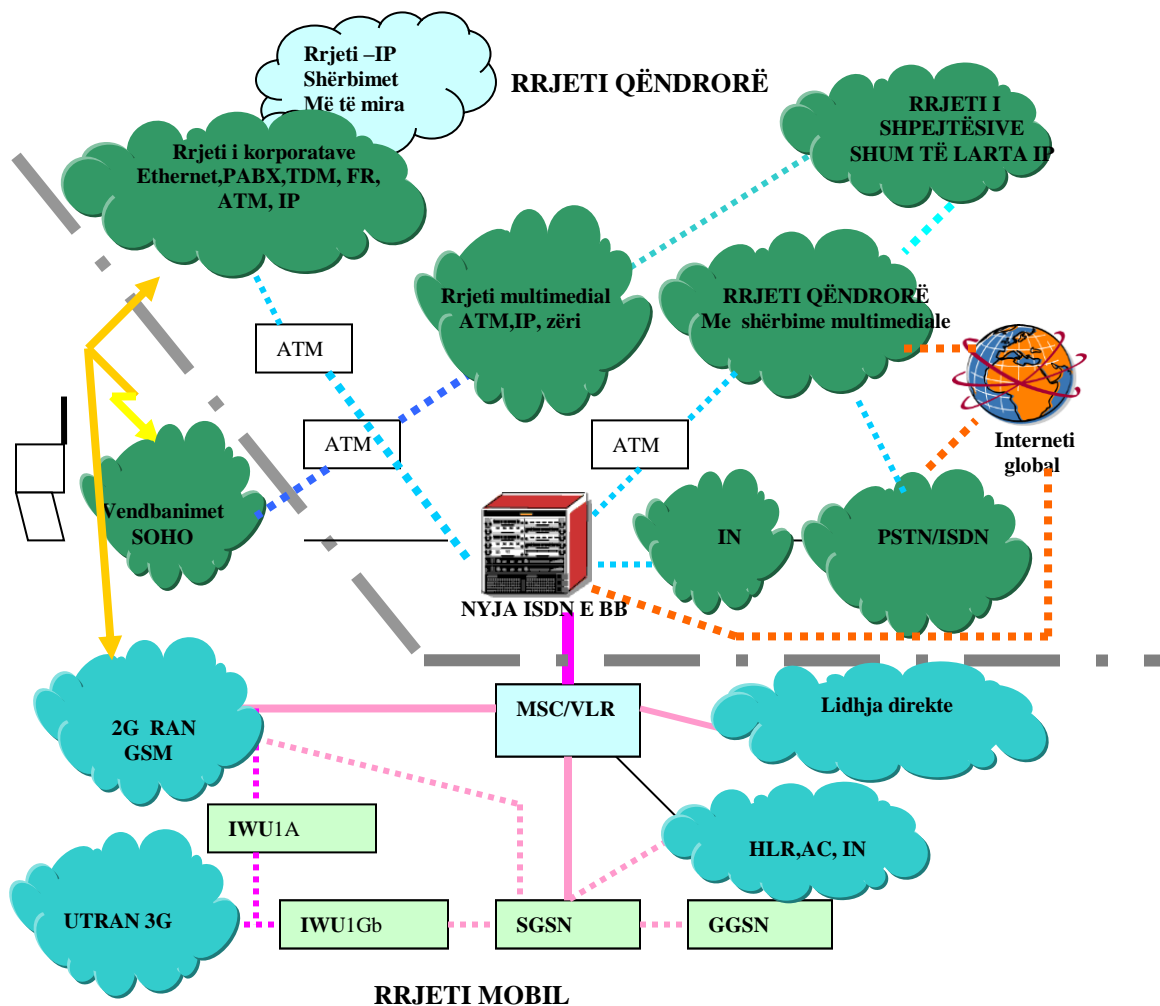 Rrjeti –IP
Shërbimet
Më të mira
RRJETI QËNDRORË
RRJETI I
SHPEJTËSIVE
SHUM TË LARTA IP
Rrjeti i korporatave
Ethernet,PABX,TDM, FR,
ATM, IP
Rrjeti multimedial
ATM,IP, zëri
RRJETI QËNDRORË
Me shërbime multimediale
ATM
ATM
ATM
Interneti
global
Vendbanimet
SOHO
IN
PSTN/ISDN
NYJA ISDN E BB
MSC/VLR
Lidhja direkte
2G RAN
GSM
IWU1A
HLR,AC, IN
UTRAN 3G
IWU1Gb
SGSN
GGSN
RRJETI MOBIL